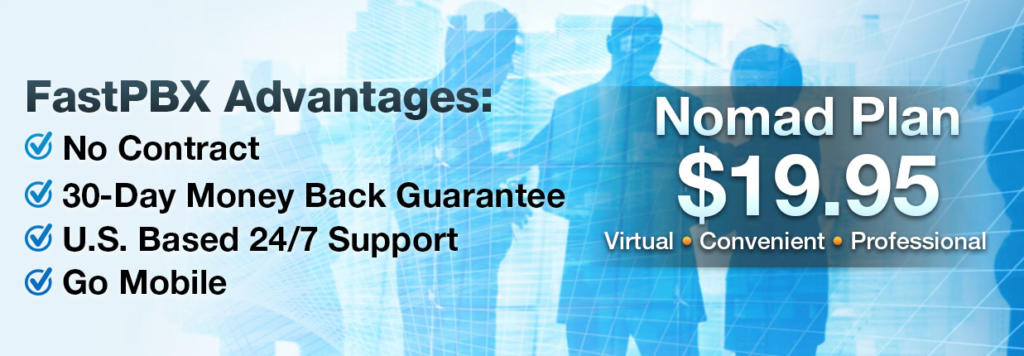 FastPBX Advantages:
No Contract
30-Day Money Back Guarantee
U.S. Based 24/7 Support
Go Mobile
Nomad Plan
$19.95
Virtual • Convenient • Professional